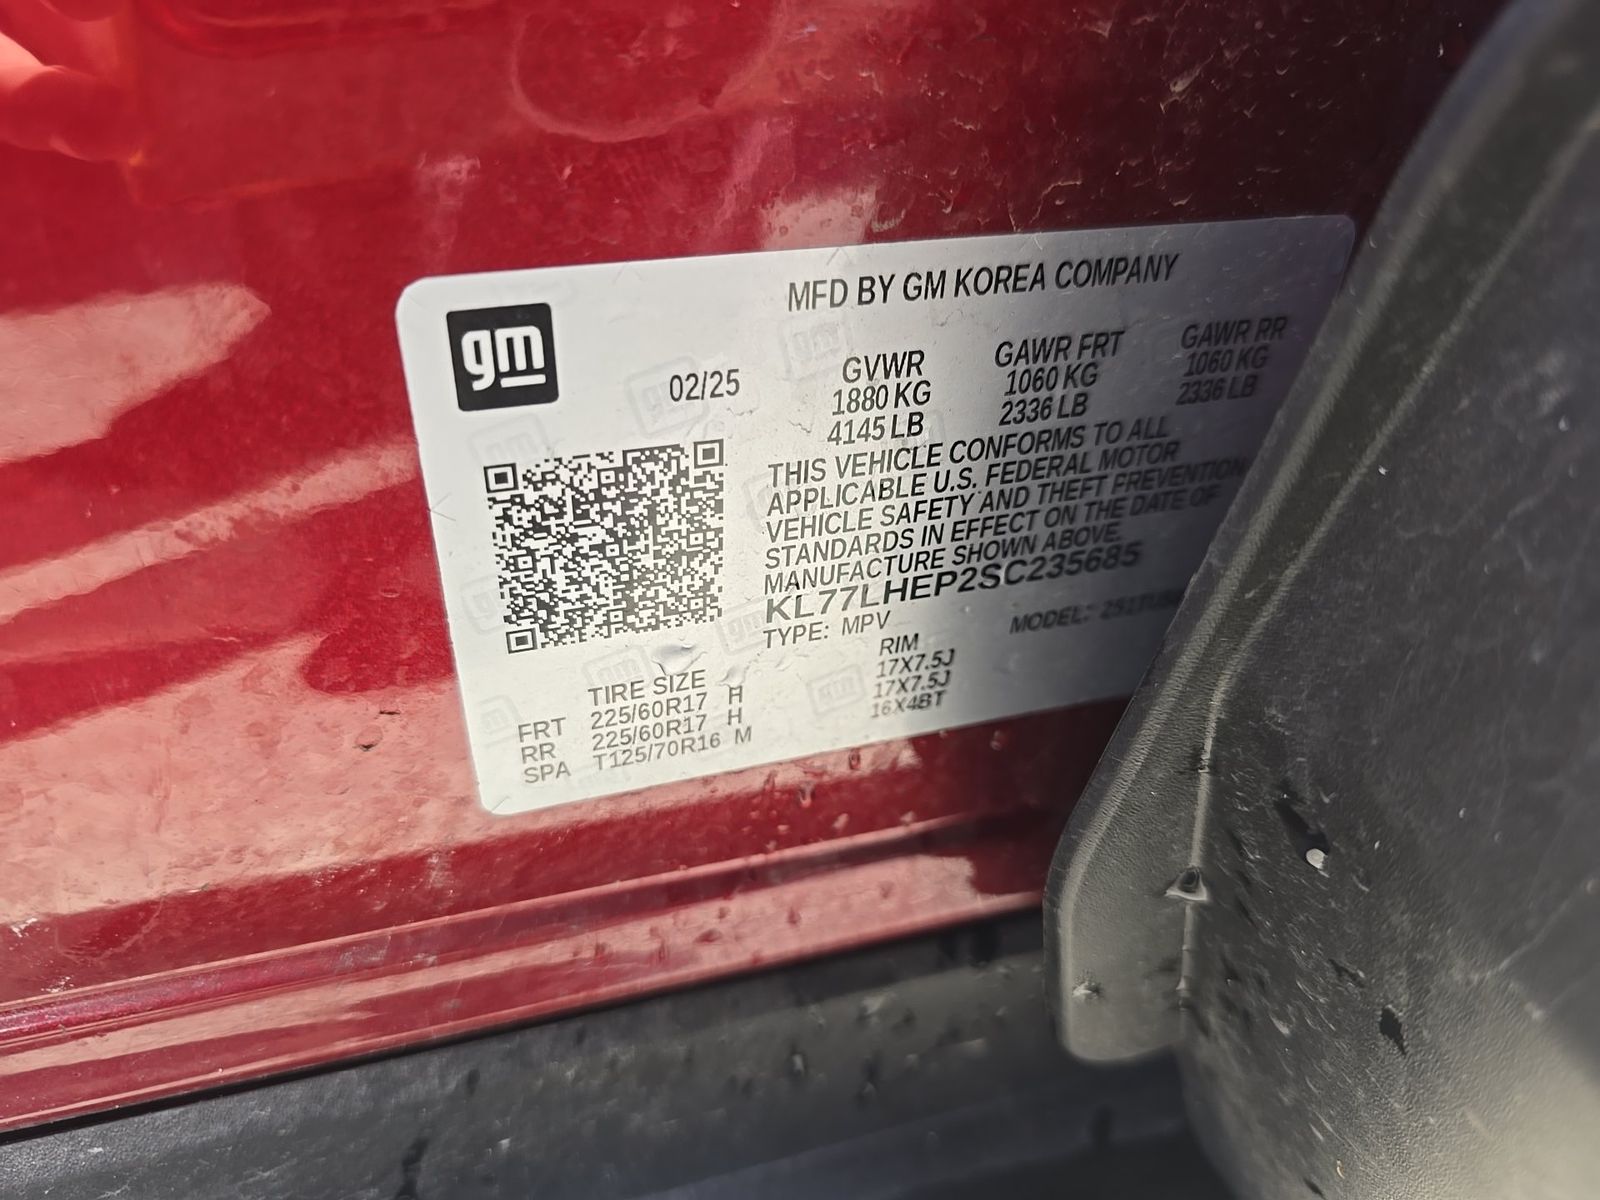 MFD BY GM KOREA COMPANY
gm
02/25
GVWR GAWR FRT GAWR RR
1880 KG 1060 KG 1060 KG
4145 LB 2336 LB 2336 LB
THIS VEHICLE CONFORMS TO ALL
APPLICABLE U.S. FEDERAL MOTOR
VEHICLE SAFETY AND THEFT PREVENTION
STANDARDS IN EFFECT ON THE DATE OF
MANUFACTURE SHOWN ABOVE.
KL77LHEP2SC235685
TYPE: MPV MODEL:
TIRE SIZE RIM
FRT 225/60R17 H 17X7.5J
RR 225/60R17 H 17X7.5J
SPA T125/70R16 M 16X4BT